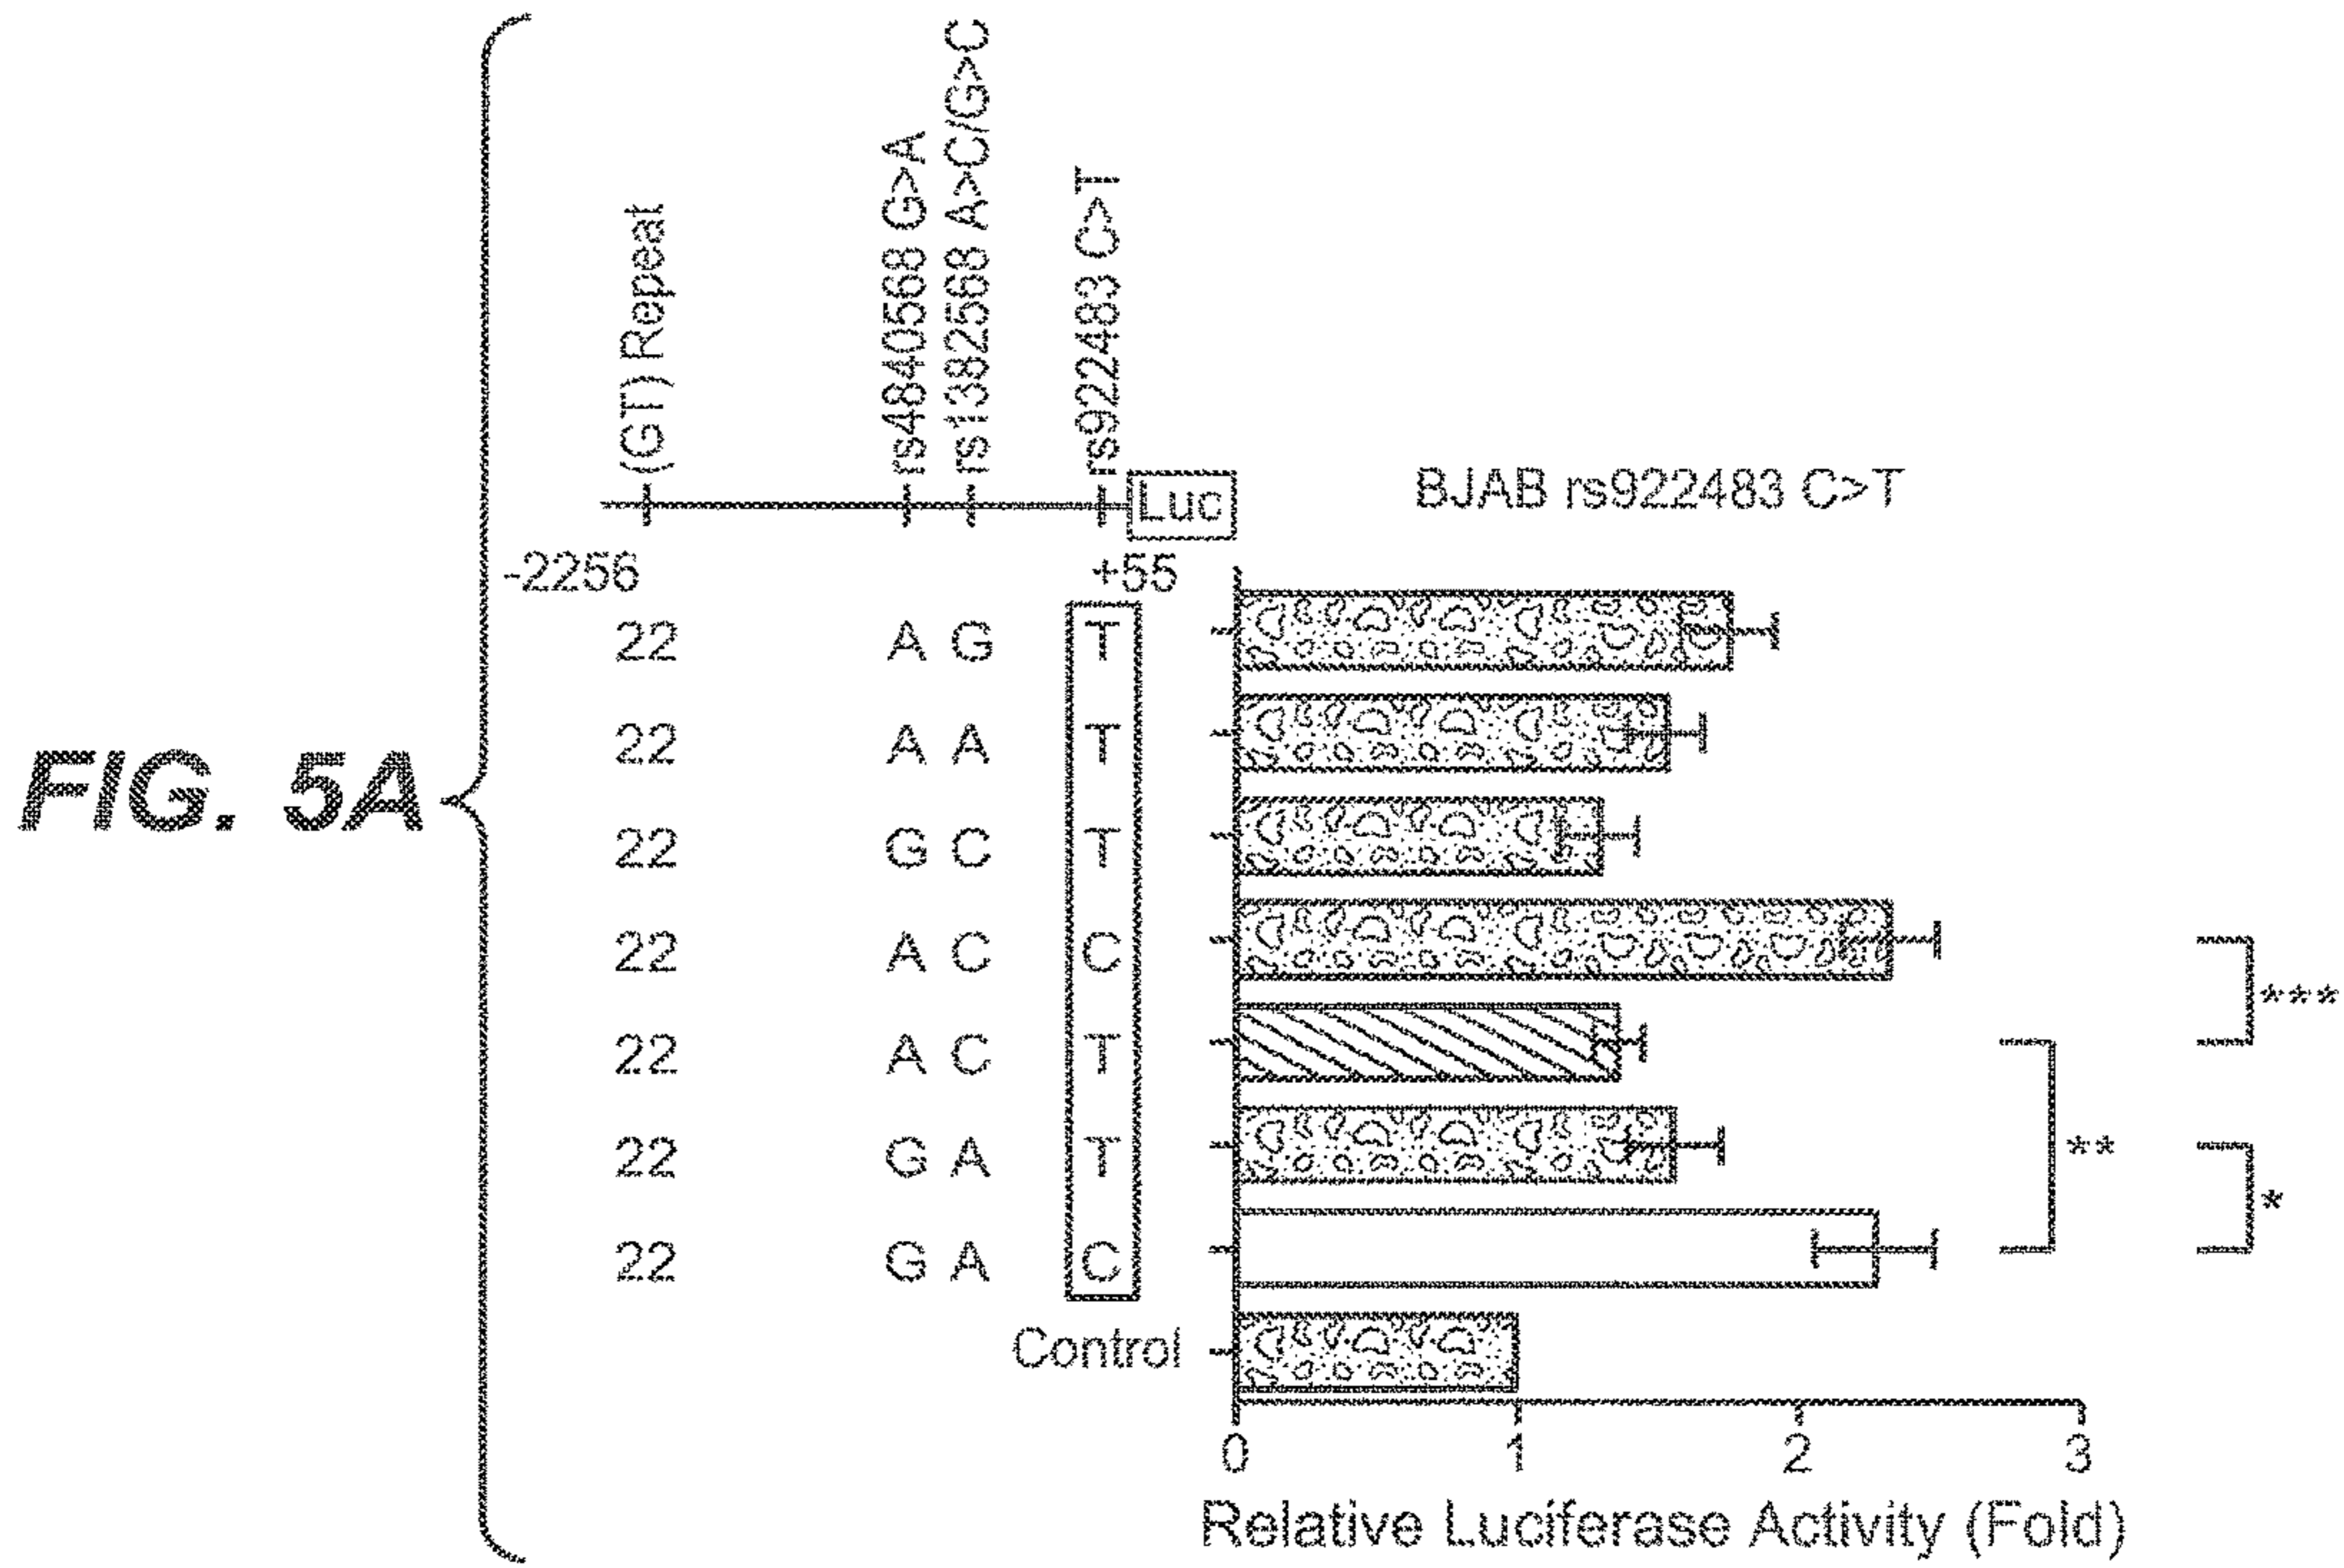 FIG. 5A
(GT) Repeat
rs4840568 G>A
rs1382568 A>C/G>C
rs922483 C>T
Luc
BJAB rs922483 C>T
-2256 +55
22 A G T
22 A A T
22 G C T
22 A C C
***
22 A C T
22 G A T
**
*
22 G A C
Control
0 1 2 3
Relative Luciferase Activity (Fold)